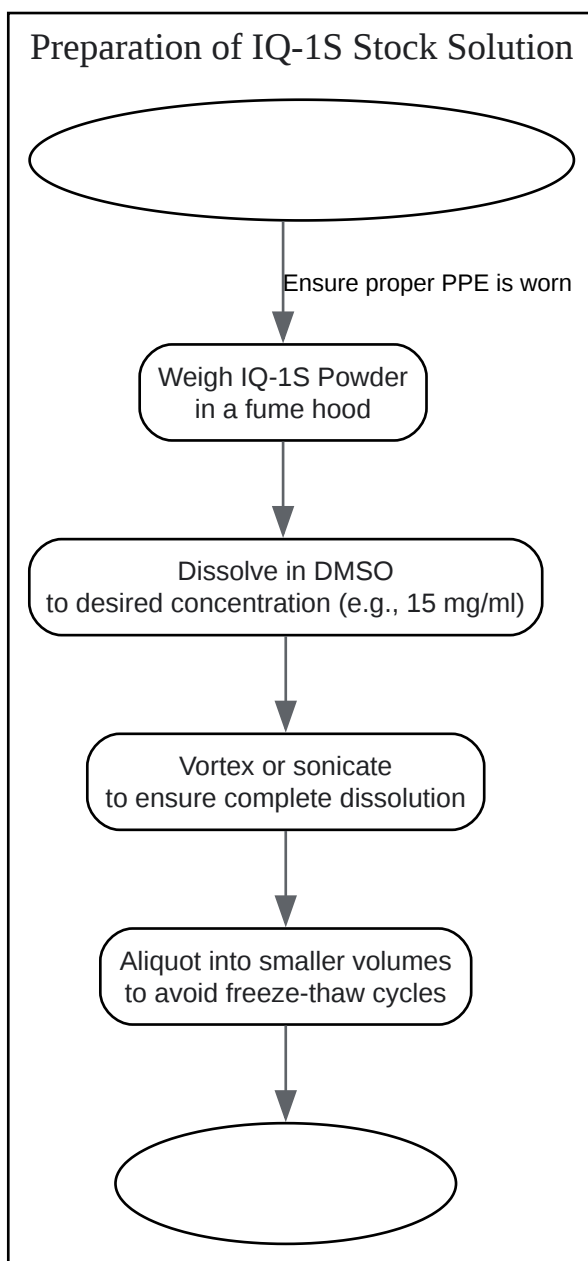 Preparation of IQ-1S Stock Solution
Ensure proper PPE is worn
Weigh IQ-1S Powder
in a fume hood
Dissolve in DMSO
to desired concentration (e.g., 15 mg/ml)
Vortex or sonicate
to ensure complete dissolution
Aliquot into smaller volumes
to avoid freeze-thaw cycles